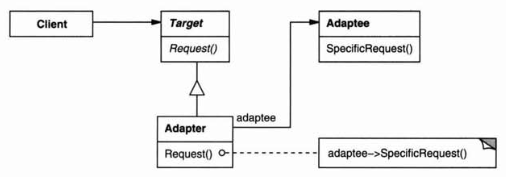 Client
Target
Request()
Adaptee
SpecificRequest()
adaptee
Adapter
Request()
adaptee->SpecificRequest()